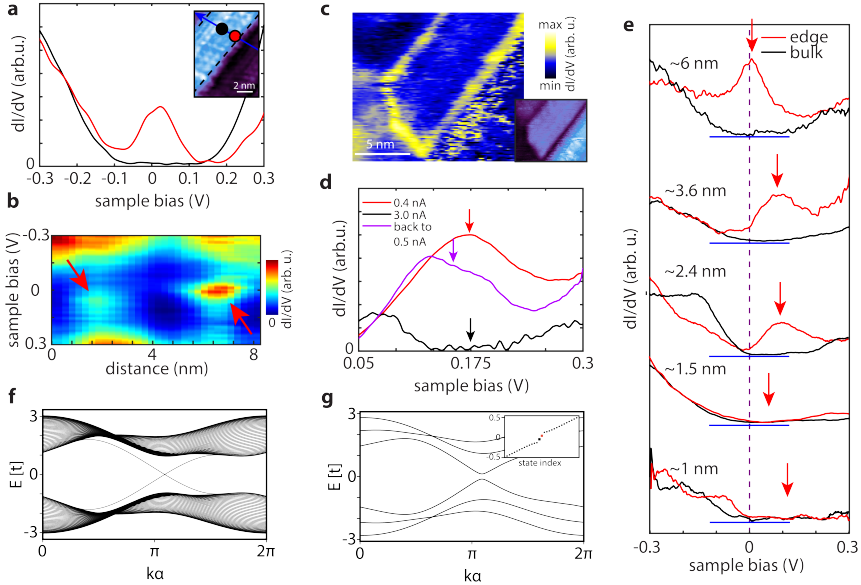 a
dI/dV (arb.u.)
0
-0.3
-0.2
-0.1
0
0.1
0.2
0.3
sample bias (V)
2 nm
b
sample bias (V)
-0.3
0
0.3
0
4
8
distance (nm)
dI/dV (arb. u.)
0
c
5 nm
max
min
dI/dV (arb. u.)
d
0.4 nA
3.0 nA
back to
0.5 nA
dI/dV (arb.u.)
0
0.05
0.175
0.3
sample bias (V)
e
edge
bulk
~6 nm
~3.6 nm
~2.4 nm
~1.5 nm
~1 nm
dI/dV (arb.u.)
-0.3
0
0.3
sample bias (V)
f
E [t]
3
0
-3
0
π
2π
kα
g
E [t]
3
0
-3
0
π
2π
kα
0.5
0
-0.5
state index